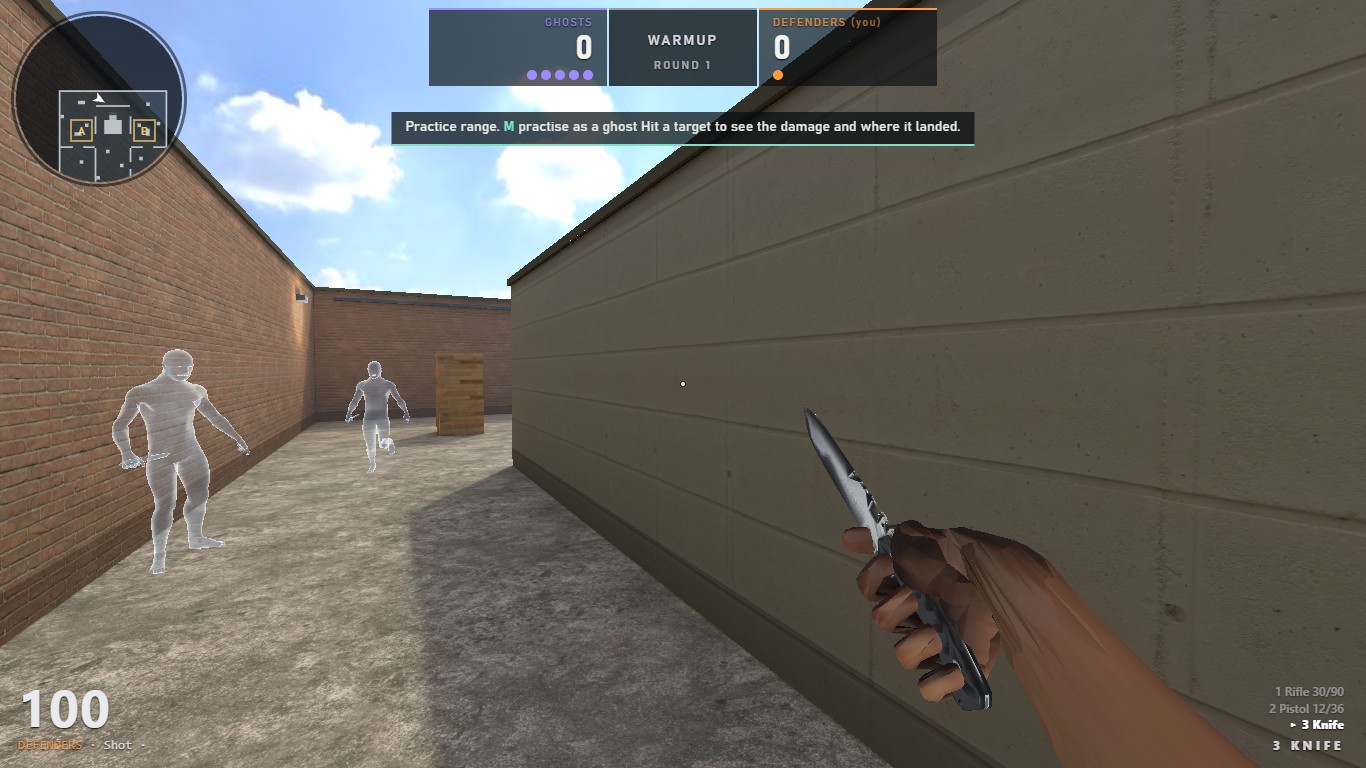 GHOSTS
0
WARMUP
ROUND 1
DEFENDERS (you)
0
Practice range. M practise as a ghost Hit a target to see the damage and where it landed.
A
B
100
DEFENDERS · Shot ·
1 Rifle 30/90
2 Pistol 12/36
▸ 3 Knife
3 KNIFE